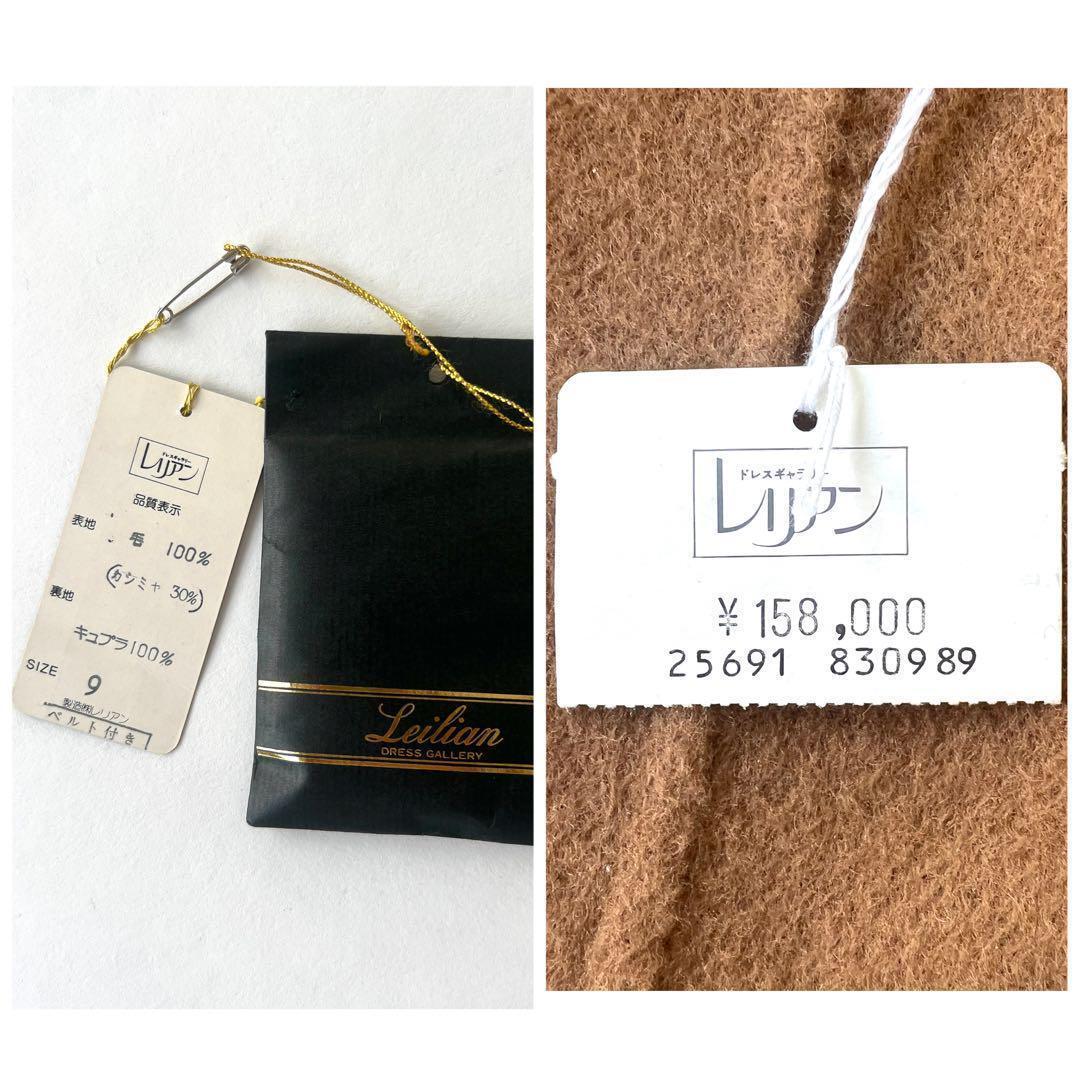 ドレスギャラリー
レリアン
品質表示
表地 毛 100%
(カシミヤ 30%)
裏地
キュプラ100%
SIZE 9
製造㈱レリアン
ベルト付き
Leilian
DRESS GALLERY
ドレスギャラリー
レリアン
¥158,000
25691 830989